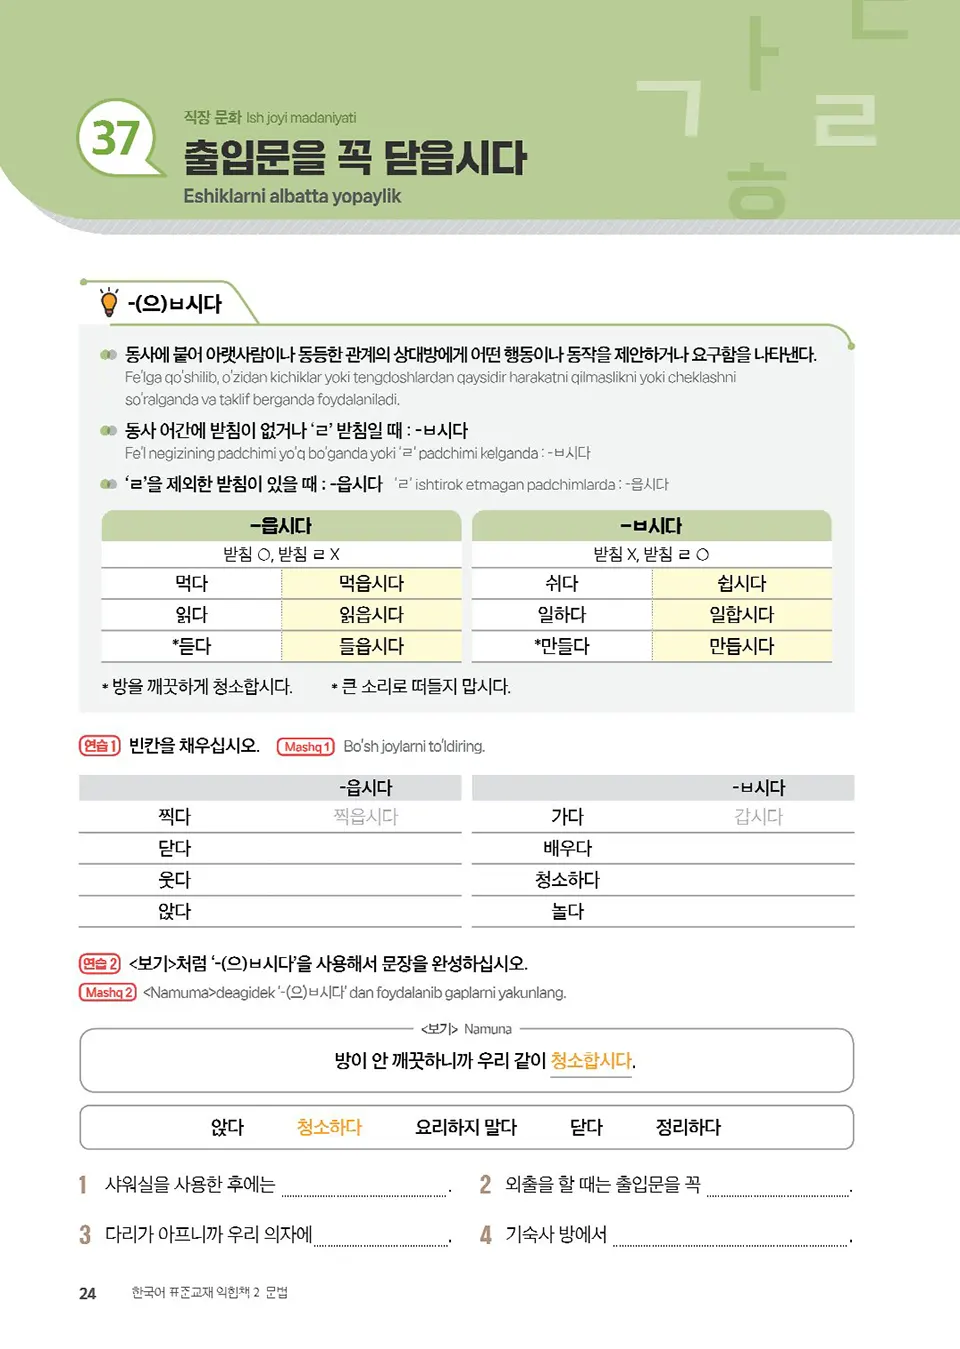 37
직장 문화 Ish joyi madaniyati
출입문을 꼭 닫읍시다
Eshiklarni albatta yopaylik
ㄱ ㅏ ㄹ ㄷ ㅎ
-(으)ㅂ시다
동사에 붙어 아랫사람이나 동등한 관계의 상대방에게 어떤 행동이나 동작을 제안하거나 요구함을 나타낸다.
Fe'lga qo'shilib, o'zidan kichiklar yoki tengdoshlardan qaysidir harakatni qilmaslikni yoki cheklashni
so'ralganda va taklif berganda foydalaniladi.
동사 어간에 받침이 없거나 'ㄹ' 받침일 때 : -ㅂ시다
Fe'l negizining padchimi yo'q bo'ganda yoki 'ㄹ' padchimi kelganda : -ㅂ시다
'ㄹ'을 제외한 받침이 있을 때 : -읍시다 'ㄹ' ishtirok etmagan padchimlarda : -읍시다
-읍시다 -ㅂ시다
받침 O, 받침 ㄹ X 받침 X, 받침 ㄹ O
먹다 먹읍시다 쉬다 쉽시다
읽다 읽읍시다 일하다 일합시다
*듣다 들읍시다 *만들다 만듭시다
* 방을 깨끗하게 청소합시다. * 큰 소리로 떠들지 맙시다.
연습 1 빈칸을 채우십시오. Mashq 1 Bo'sh joylarni to'ldiring.
-읍시다 -ㅂ시다
찍다 찍읍시다 가다 갑시다
닫다 배우다
웃다 청소하다
앉다 놀다
연습 2 <보기>처럼 '-(으)ㅂ시다'을 사용해서 문장을 완성하십시오.
Mashq 2 <Namuma>deagidek '-(으)ㅂ시다' dan foydalanib gaplarni yakunlang.
<보기> Namuna
방이 안 깨끗하니까 우리 같이 청소합시다.
앉다 청소하다 요리하지 말다 닫다 정리하다
1 샤워실을 사용한 후에는 . 2 외출을 할 때는 출입문을 꼭 .
3 다리가 아프니까 우리 의자에 . 4 기숙사 방에서 .
24 한국어 표준교재 익힘책 2 문법